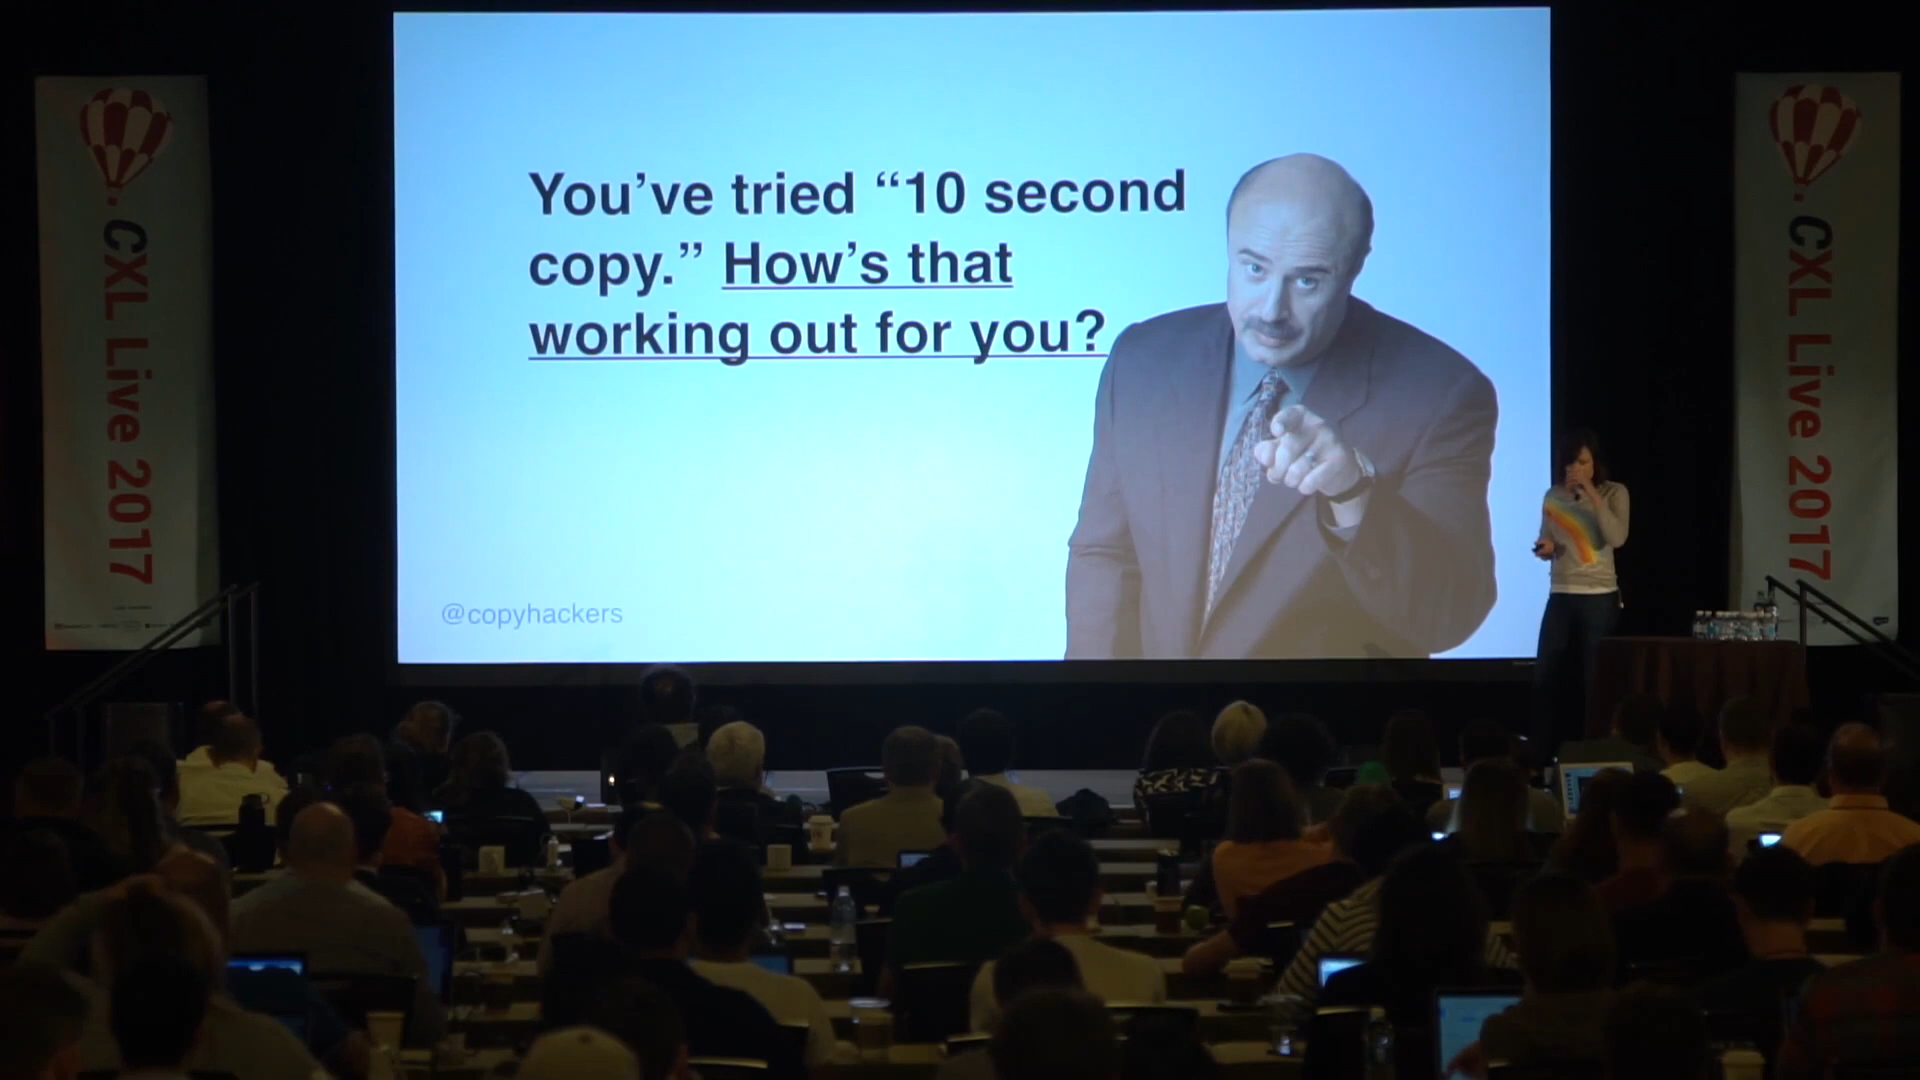 You’ve tried “10 second
copy.” How’s that
working out for you?
@copyhackers
CXL Live 2017
CXL Live 2017